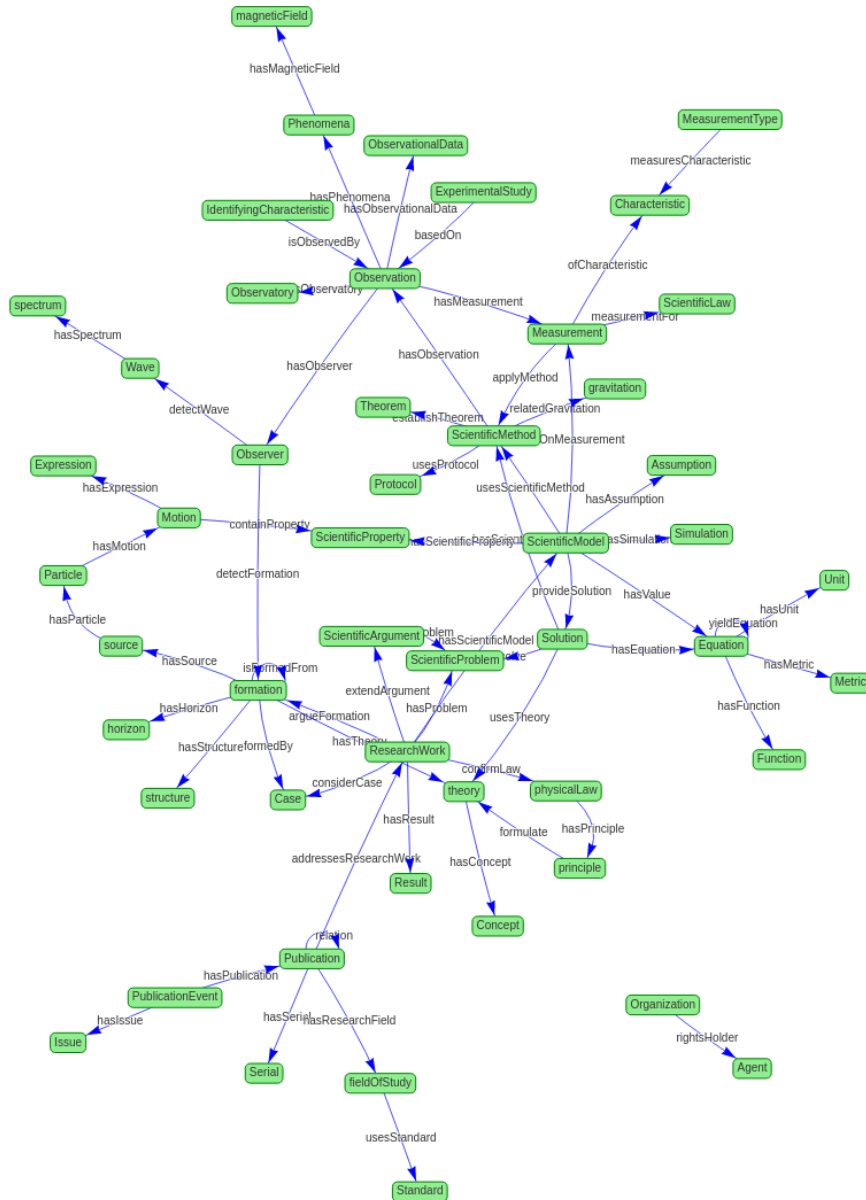 magneticField
hasMagneticField
Phenomena
MeasurementType
ObservationalData
measuresCharacteristic
hasPhenomena
ExperimentalStudy
IdentifyingCharacteristic
hasObservationalData
Characteristic
basedOn
isObservedBy
ofCharacteristic
Observation
Observatory
hasMeasurement
ScientificLaw
spectrum
measurementFor
Measurement
hasSpectrum
hasObservation
Wave
hasObserver
applyMethod
gravitation
detectWave
Theorem
relatedGravitation
establishTheorem
ScientificMethod
OnMeasurement
Observer
Expression
usesProtocol
Assumption
Protocol
usesScientificMethod
hasExpression
hasAssumption
Motion
containProperty
ScientificProperty
hasScientificProperty
ScientificModel
hasSimulation
Simulation
hasMotion
Particle
detectFormation
provideSolution
Unit
hasValue
hasParticle
hasUnit
yieldEquation
source
ScientificArgument
hasScientificModel
Solution
hasEquation
Equation
hasSource
isFormedFrom
ScientificProblem
hasMetric
Metric
formation
extendArgument
hasHorizon
hasProblem
hasFunction
argueFormation
usesTheory
horizon
hasStructure
formedBy
hasTheory
ResearchWork
Function
confirmLaw
considerCase
structure
Case
theory
physicalLaw
hasResult
hasPrinciple
formulate
addressesResearchWork
principle
hasConcept
Result
Concept
relation
Publication
hasPublication
PublicationEvent
Organization
hasIssue
hasSerial
hasResearchField
rightsHolder
Issue
Serial
fieldOfStudy
Agent
usesStandard
Standard